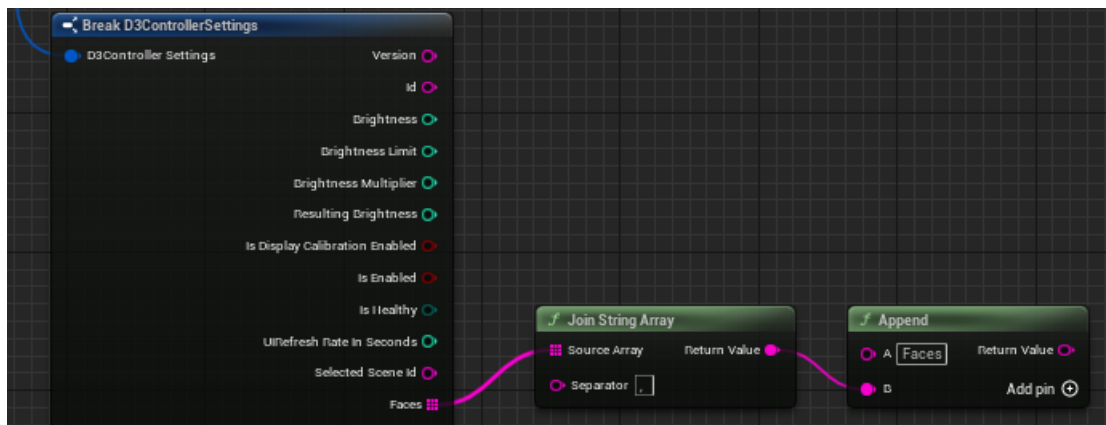 Break D3ControllerSettings
D3Controller Settings
Version
Id
Brightness
Brightness Limit
Brightness Multiplier
Resulting Brightness
Is Display Calibration Enabled
Is Enabled
Is Healthy
UIRefresh Rate In Seconds
Selected Scene Id
Faces
Join String Array
Source Array
Return Value
Separator ,
Append
A Faces
Return Value
B
Add pin